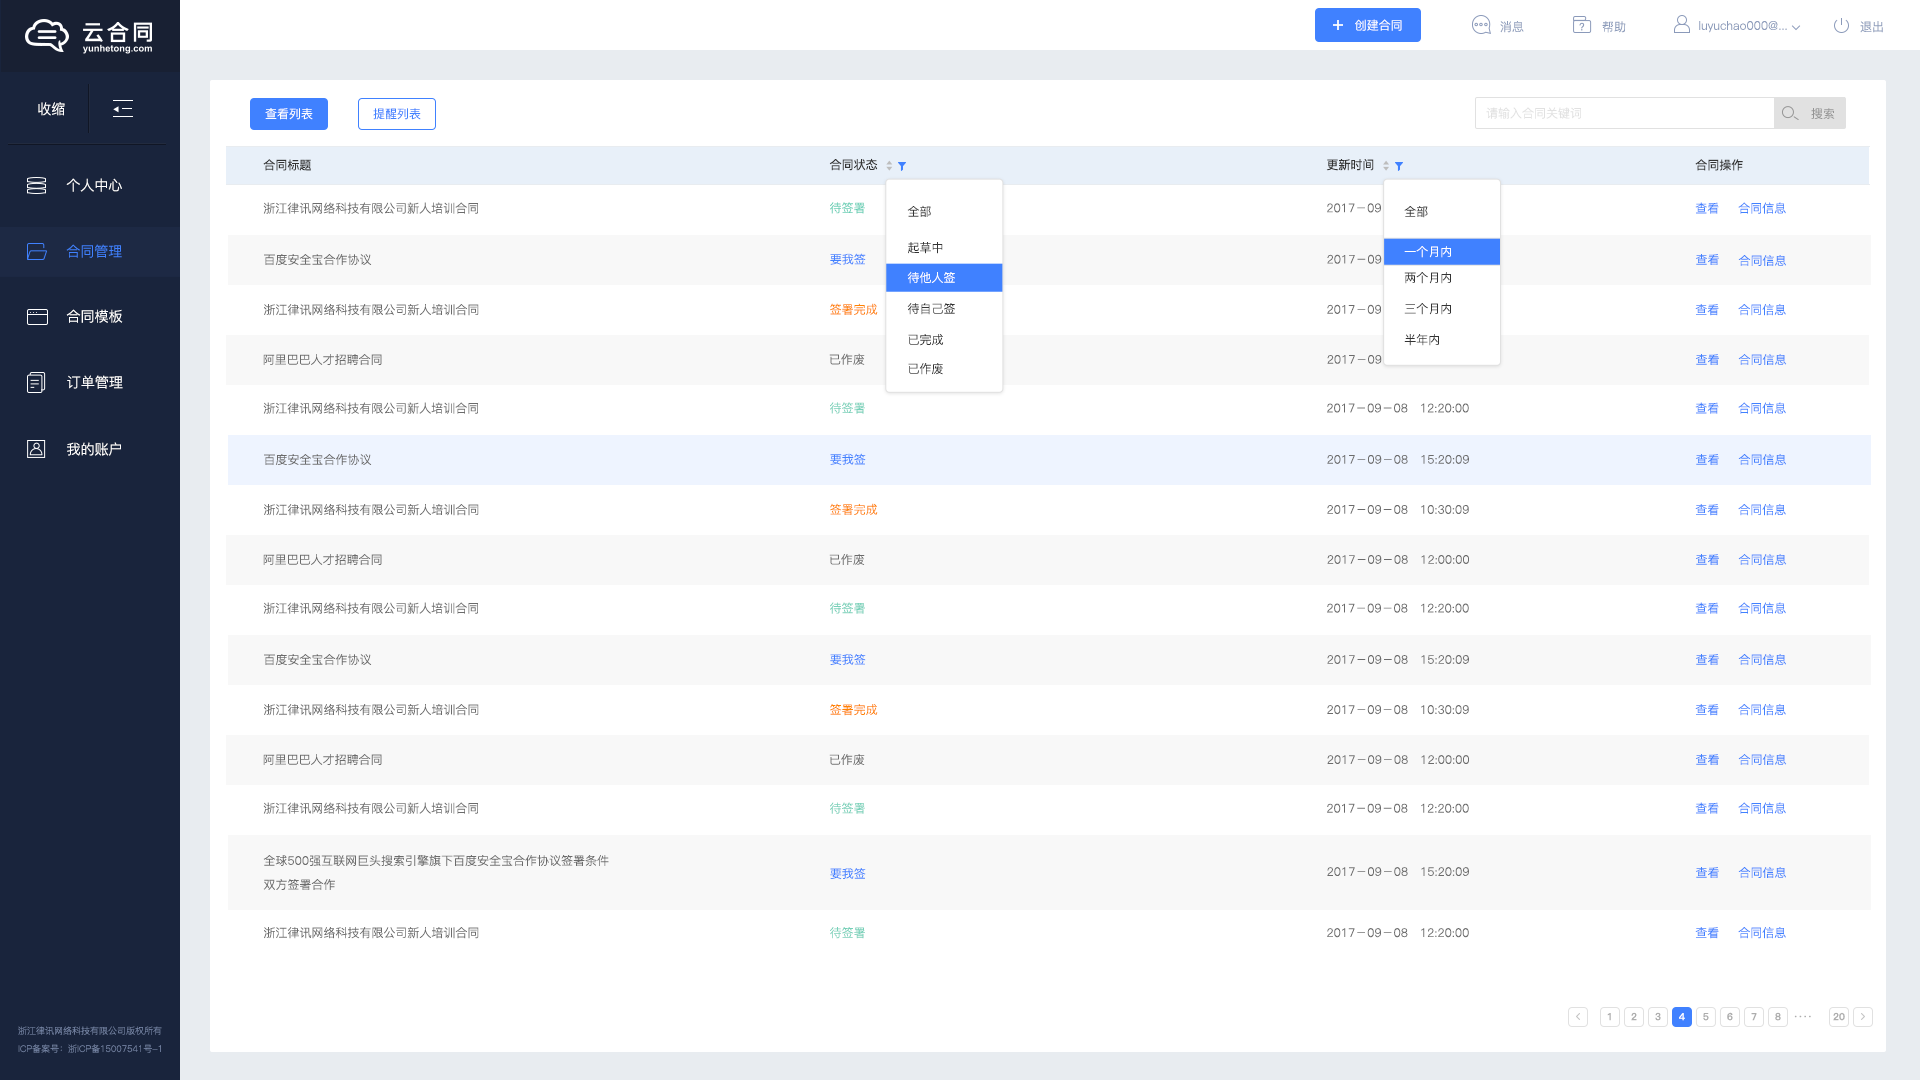 云合同
yunhetong.com
创建合同
消息
帮助
luyuchao000@...
退出
收缩
个人中心
合同管理
合同模板
订单管理
我的账户
浙江律讯网络科技有限公司版权所有
ICP备案号：浙ICP备15007541号-1
查看列表
提醒列表
请输入合同关键词
搜索
合同标题 合同状态 更新时间 合同操作
浙江律讯网络科技有限公司新人培训合同 待签署 2017-09 查看 合同信息
百度安全宝合作协议 要我签 2017-09 查看 合同信息
浙江律讯网络科技有限公司新人培训合同 签署完成 2017-09 查看 合同信息
阿里巴巴人才招聘合同 已作废 2017-09 查看 合同信息
全部
起草中
待他人签
待自己签
已完成
已作废
全部
一个月内
两个月内
三个月内
半年内
浙江律讯网络科技有限公司新人培训合同 待签署 2017-09-08 12:20:00 查看 合同信息
百度安全宝合作协议 要我签 2017-09-08 15:20:09 查看 合同信息
浙江律讯网络科技有限公司新人培训合同 签署完成 2017-09-08 10:30:09 查看 合同信息
阿里巴巴人才招聘合同 已作废 2017-09-08 12:00:00 查看 合同信息
浙江律讯网络科技有限公司新人培训合同 待签署 2017-09-08 12:20:00 查看 合同信息
百度安全宝合作协议 要我签 2017-09-08 15:20:09 查看 合同信息
浙江律讯网络科技有限公司新人培训合同 签署完成 2017-09-08 10:30:09 查看 合同信息
阿里巴巴人才招聘合同 已作废 2017-09-08 12:00:00 查看 合同信息
浙江律讯网络科技有限公司新人培训合同 待签署 2017-09-08 12:20:00 查看 合同信息
全球500强互联网巨头搜索引擎旗下百度安全宝合作协议签署条件
双方签署合作 要我签 2017-09-08 15:20:09 查看 合同信息
浙江律讯网络科技有限公司新人培训合同 待签署 2017-09-08 12:20:00 查看 合同信息
1 2 3 4 5 6 7 8 ···· 20